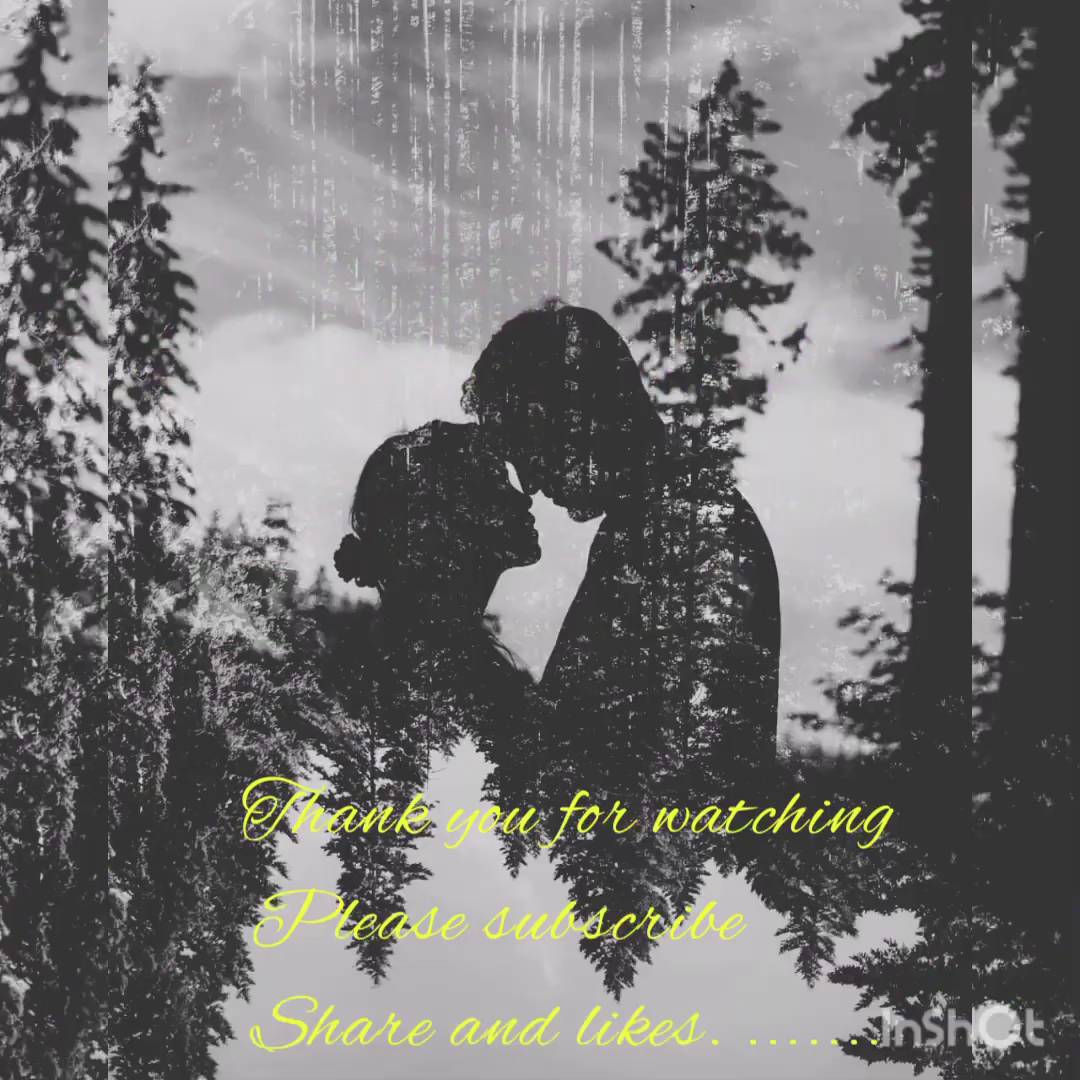 Thank you for watching
Please subscribe
Share and likes. .......
InShOt